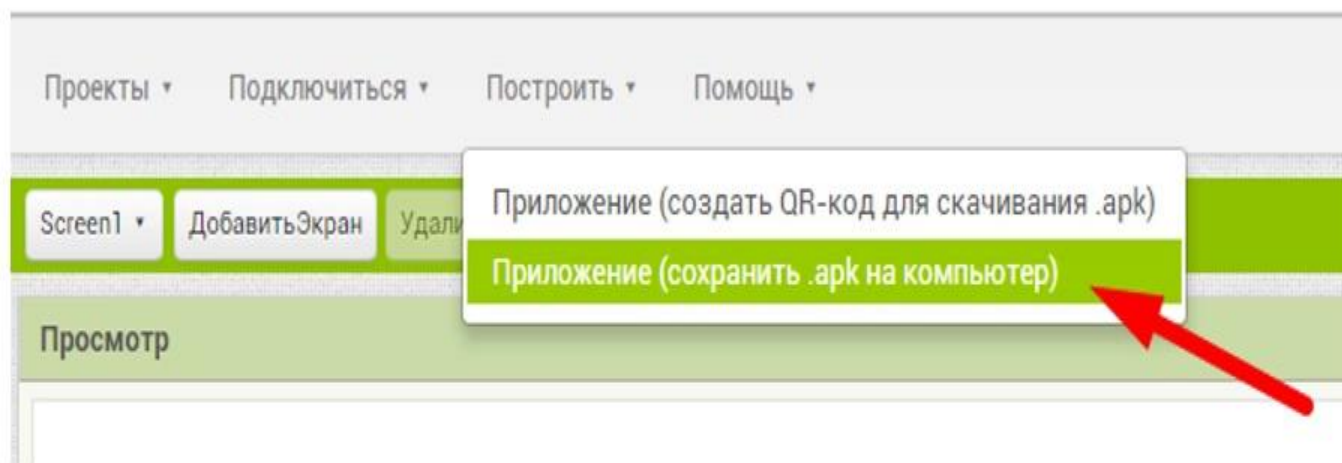 Проекты ▾ Подключиться ▾ Построить ▾ Помощь ▾
Приложение (создать QR-код для скачивания .apk)
Screen1 ▾ ДобавитьЭкран
Приложение (сохранить .apk на компьютер)
Просмотр